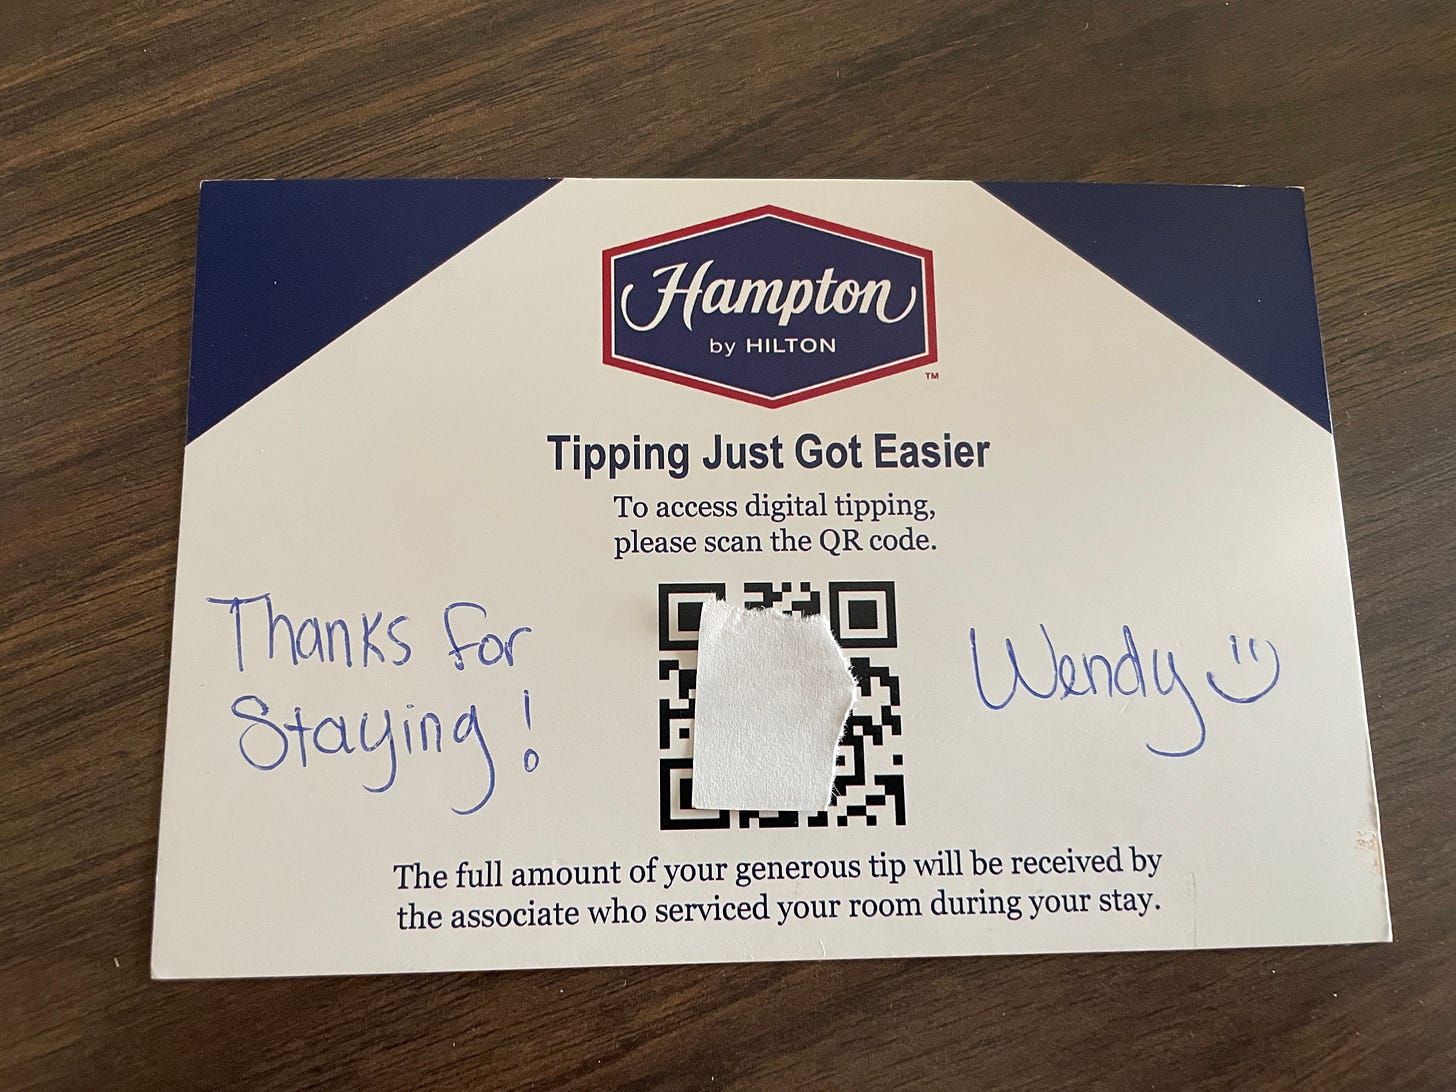 Hampton
by HILTON
TM
Tipping Just Got Easier
To access digital tipping,
please scan the QR code.
Thanks for
Staying!
Wendy
The full amount of your generous tip will be received by
the associate who serviced your room during your stay.